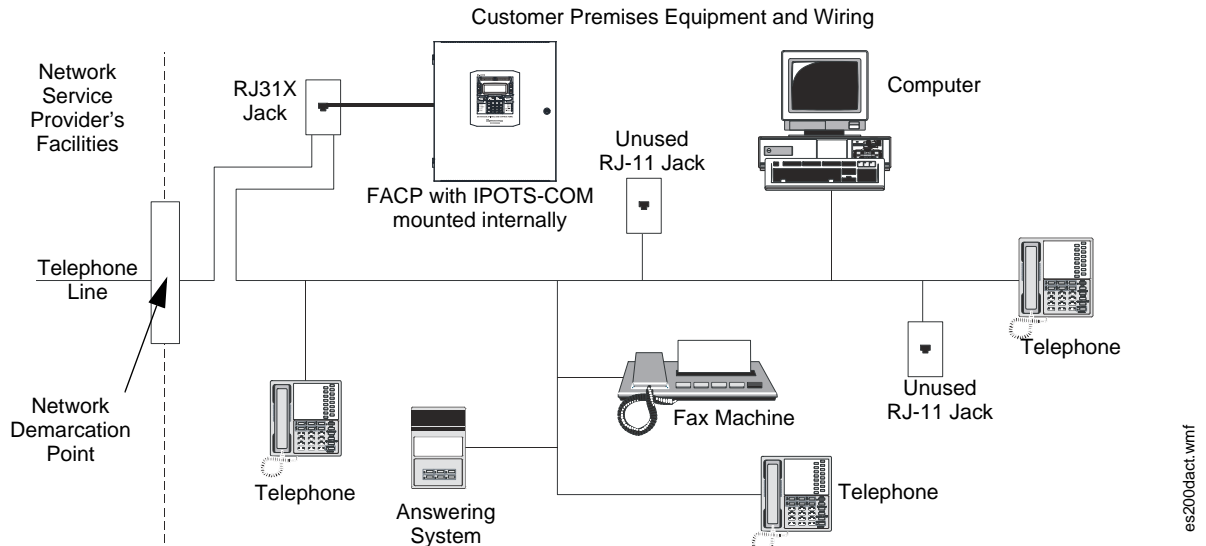 Customer Premises Equipment and Wiring
Network
Service
Provider's
Facilities
RJ31X
Jack
FACP with IPOTS-COM
mounted internally
Unused
RJ-11 Jack
Computer
Telephone
Line
Telephone
Unused
RJ-11 Jack
Fax Machine
Network
Demarcation
Point
Telephone
Answering
System
Telephone
es200dact.wmf